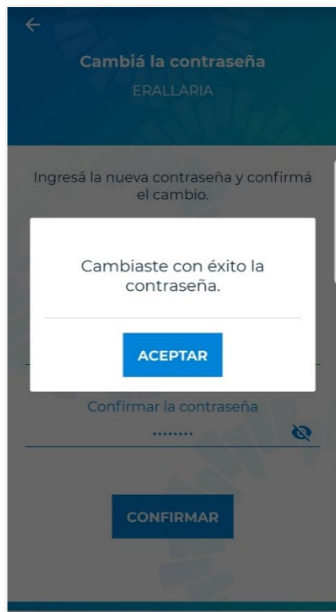 Cambiá la contraseña
ERALLARIA
Ingresá la nueva contraseña y confirmá
el cambio.
Cambiaste con éxito la
contraseña.
ACEPTAR
Confirmar la contraseña
········
CONFIRMAR